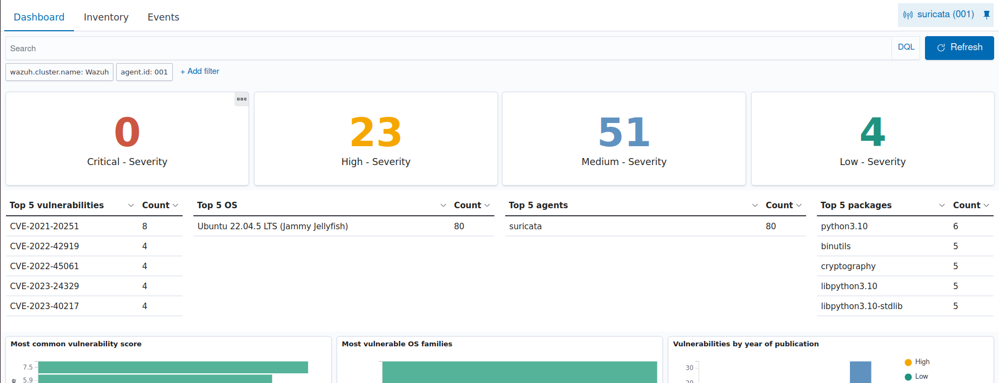 Dashboard Inventory Events suricata (001)
Search DQL Refresh
wazuh.cluster.name: Wazuh agent.id: 001 + Add filter
0 23 51 4
Critical - Severity High - Severity Medium - Severity Low - Severity
Top 5 vulnerabilities Count Top 5 OS Count Top 5 agents Count Top 5 packages Count
CVE-2021-20251 8 Ubuntu 22.04.5 LTS (Jammy Jellyfish) 80 suricata 80 python3.10 6
CVE-2022-42919 4 binutils 5
CVE-2022-45061 4 cryptography 5
CVE-2023-24329 4 libpython3.10 5
CVE-2023-40217 4 libpython3.10-stdlib 5
Most common vulnerability score Most vulnerable OS families Vulnerabilities by year of publication
7.5 30 High
5.9 20 Low